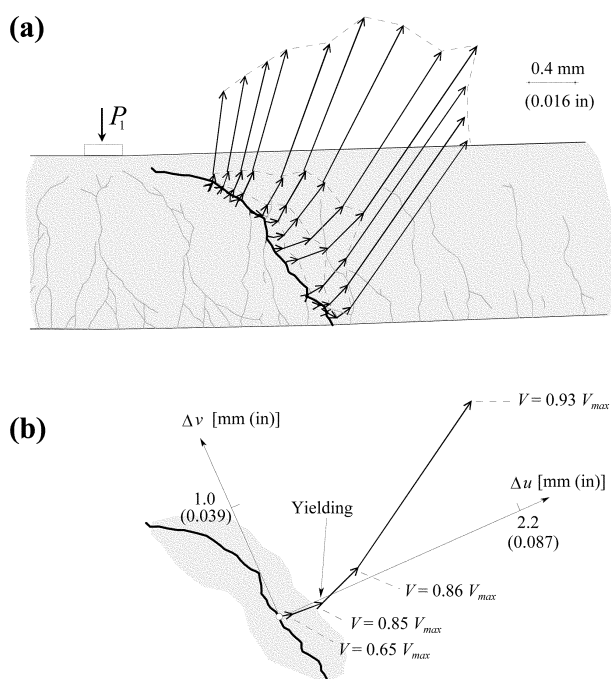 (a)
P1
0.4 mm
(0.016 in)
(b)
V = 0.93 Vmax
Δv [mm (in)]
Δu [mm (in)]
1.0
(0.039)
Yielding
2.2
(0.087)
V = 0.86 Vmax
V = 0.85 Vmax
V = 0.65 Vmax